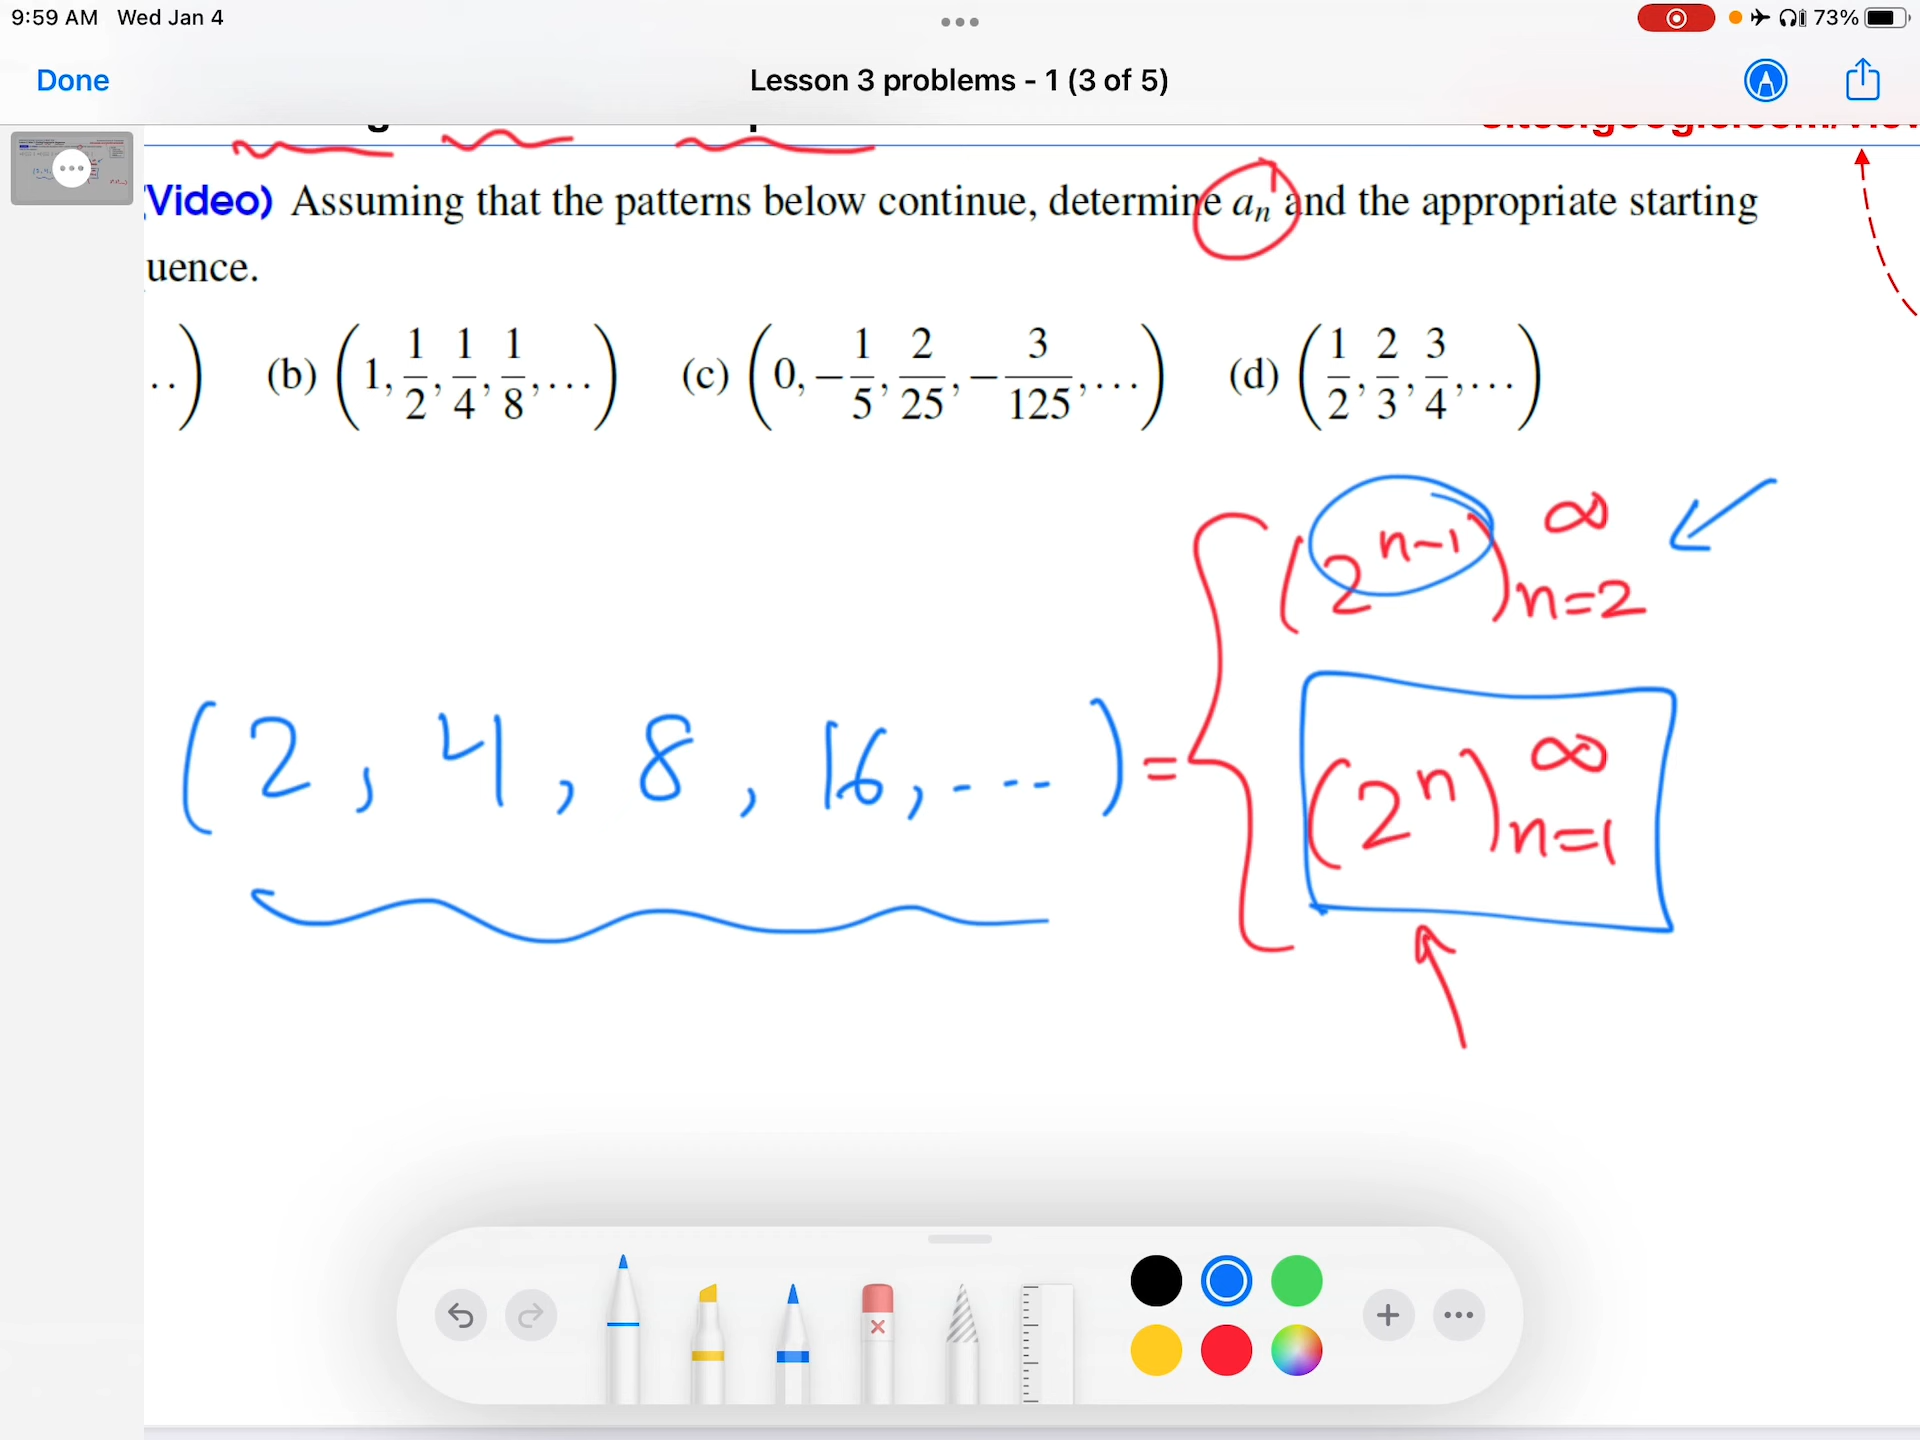 9:59 AM Wed Jan 4 73%
Done Lesson 3 problems - 1 (3 of 5)
(Video) Assuming that the patterns below continue, determine aₙ and the appropriate starting
uence.
..) (b) (1, 1/2, 1/4, 1/8, ...) (c) (0, -1/5, 2/25, -3/125, ...) (d) (1/2, 2/3, 3/4, ...)
(2^(n-1))^∞ n=2
(2, 4, 8, 16, ...) =
(2^n)^∞ n=1